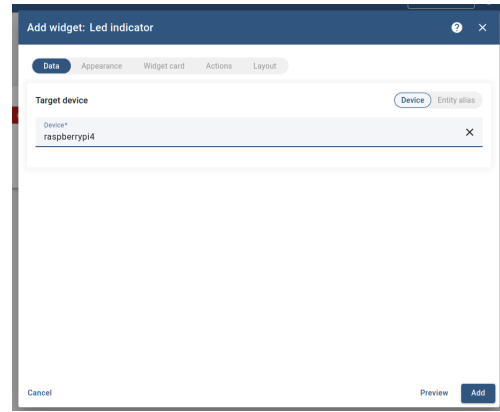 Add widget: Led indicator
Data Appearance Widget card Actions Layout
Target device
Device Entity alias
Device*
raspberrypi4
Cancel Preview Add